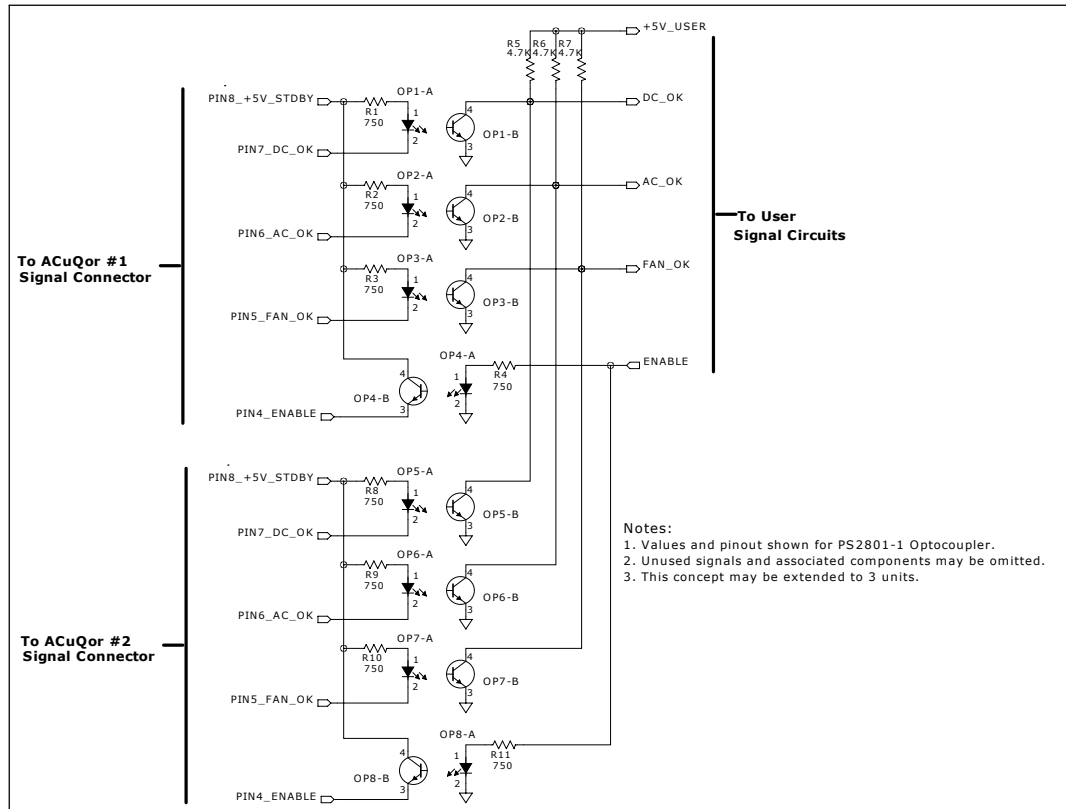 +5V_USER
R5 R6 R7
4.7K 4.7K 4.7K
PIN8_+5V_STDBY
R1
750
OP1-A
1
2
4
3
OP1-B
DC_OK
PIN7_DC_OK
R2
750
OP2-A
1
2
4
3
OP2-B
AC_OK
PIN6_AC_OK
To User
Signal Circuits
To ACuQor #1
Signal Connector
R3
750
OP3-A
1
2
4
3
OP3-B
FAN_OK
PIN5_FAN_OK
4
3
OP4-B
OP4-A
1
2
R4
750
ENABLE
PIN4_ENABLE
PIN8_+5V_STDBY
R8
750
OP5-A
1
2
4
3
OP5-B
PIN7_DC_OK
Notes:
1. Values and pinout shown for PS2801-1 Optocoupler.
2. Unused signals and associated components may be omitted.
3. This concept may be extended to 3 units.
R9
750
OP6-A
1
2
4
3
OP6-B
PIN6_AC_OK
To ACuQor #2
Signal Connector
R10
750
OP7-A
1
2
4
3
OP7-B
PIN5_FAN_OK
4
3
OP8-B
OP8-A
1
2
R11
750
PIN4_ENABLE